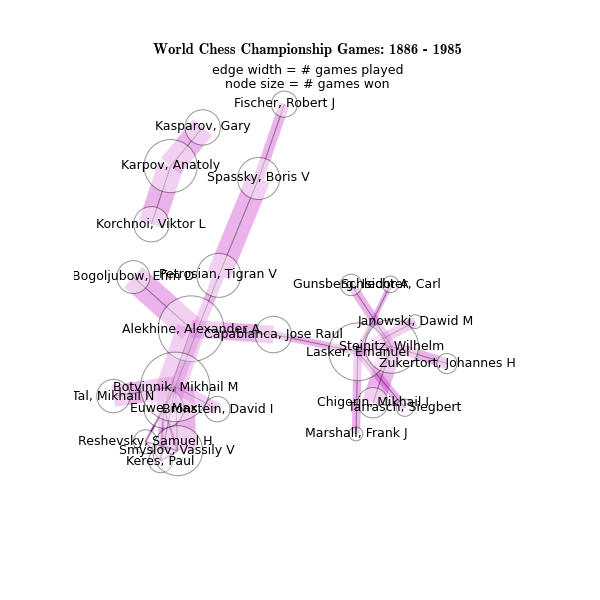 World Chess Championship Games: 1886 - 1985
edge width = # games played
node size = # games won
Fischer, Robert J
Kasparov, Gary
Karpov, Anatoly
Spassky, Boris V
Korchnoi, Viktor L
Bogoljubow, Efim D
Petrosian, Tigran V
Gunsberg, Isidor A
Schlechter, Carl
Janowski, Dawid M
Alekhine, Alexander A
Capablanca, Jose Raul
Steinitz, Wilhelm
Lasker, Emanuel
Zukertort, Johannes H
Botvinnik, Mikhail M
Tal, Mikhail N
Euwe, Max
Bronstein, David I
Chigorin, Mikhail I
Tarrasch, Siegbert
Marshall, Frank J
Reshevsky, Samuel H
Smyslov, Vassily V
Keres, Paul